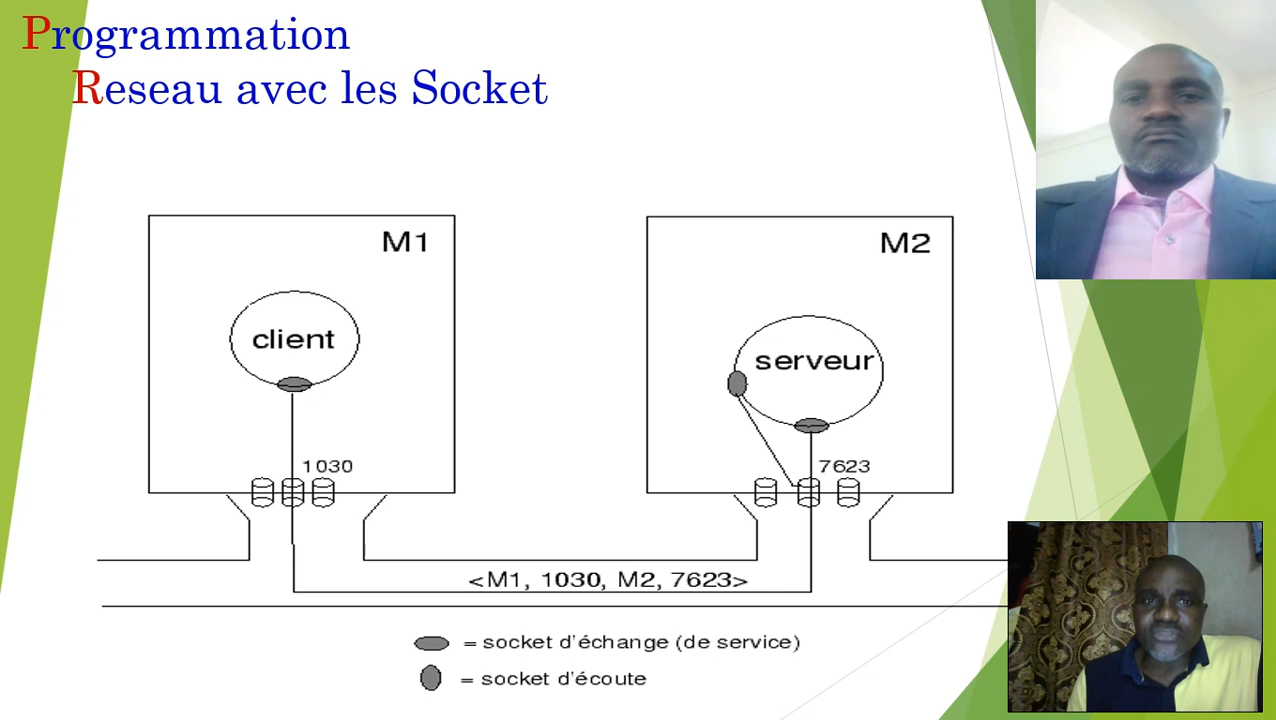 Programmation
Reseau avec les Socket
M1
M2
client
serveur
1030
7623
<M1, 1030, M2, 7623>
= socket d'échange (de service)
= socket d'écoute